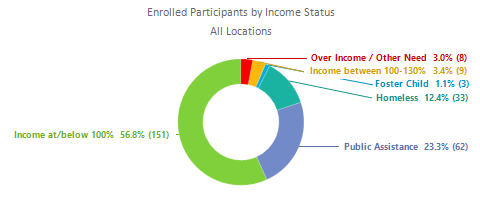 Enrolled Participants by Income Status
All Locations
Over Income / Other Need 3.0% (8)
Income between 100-130% 3.4% (9)
Foster Child 1.1% (3)
Homeless 12.4% (33)
Income at/below 100% 56.8% (151)
Public Assistance 23.3% (62)